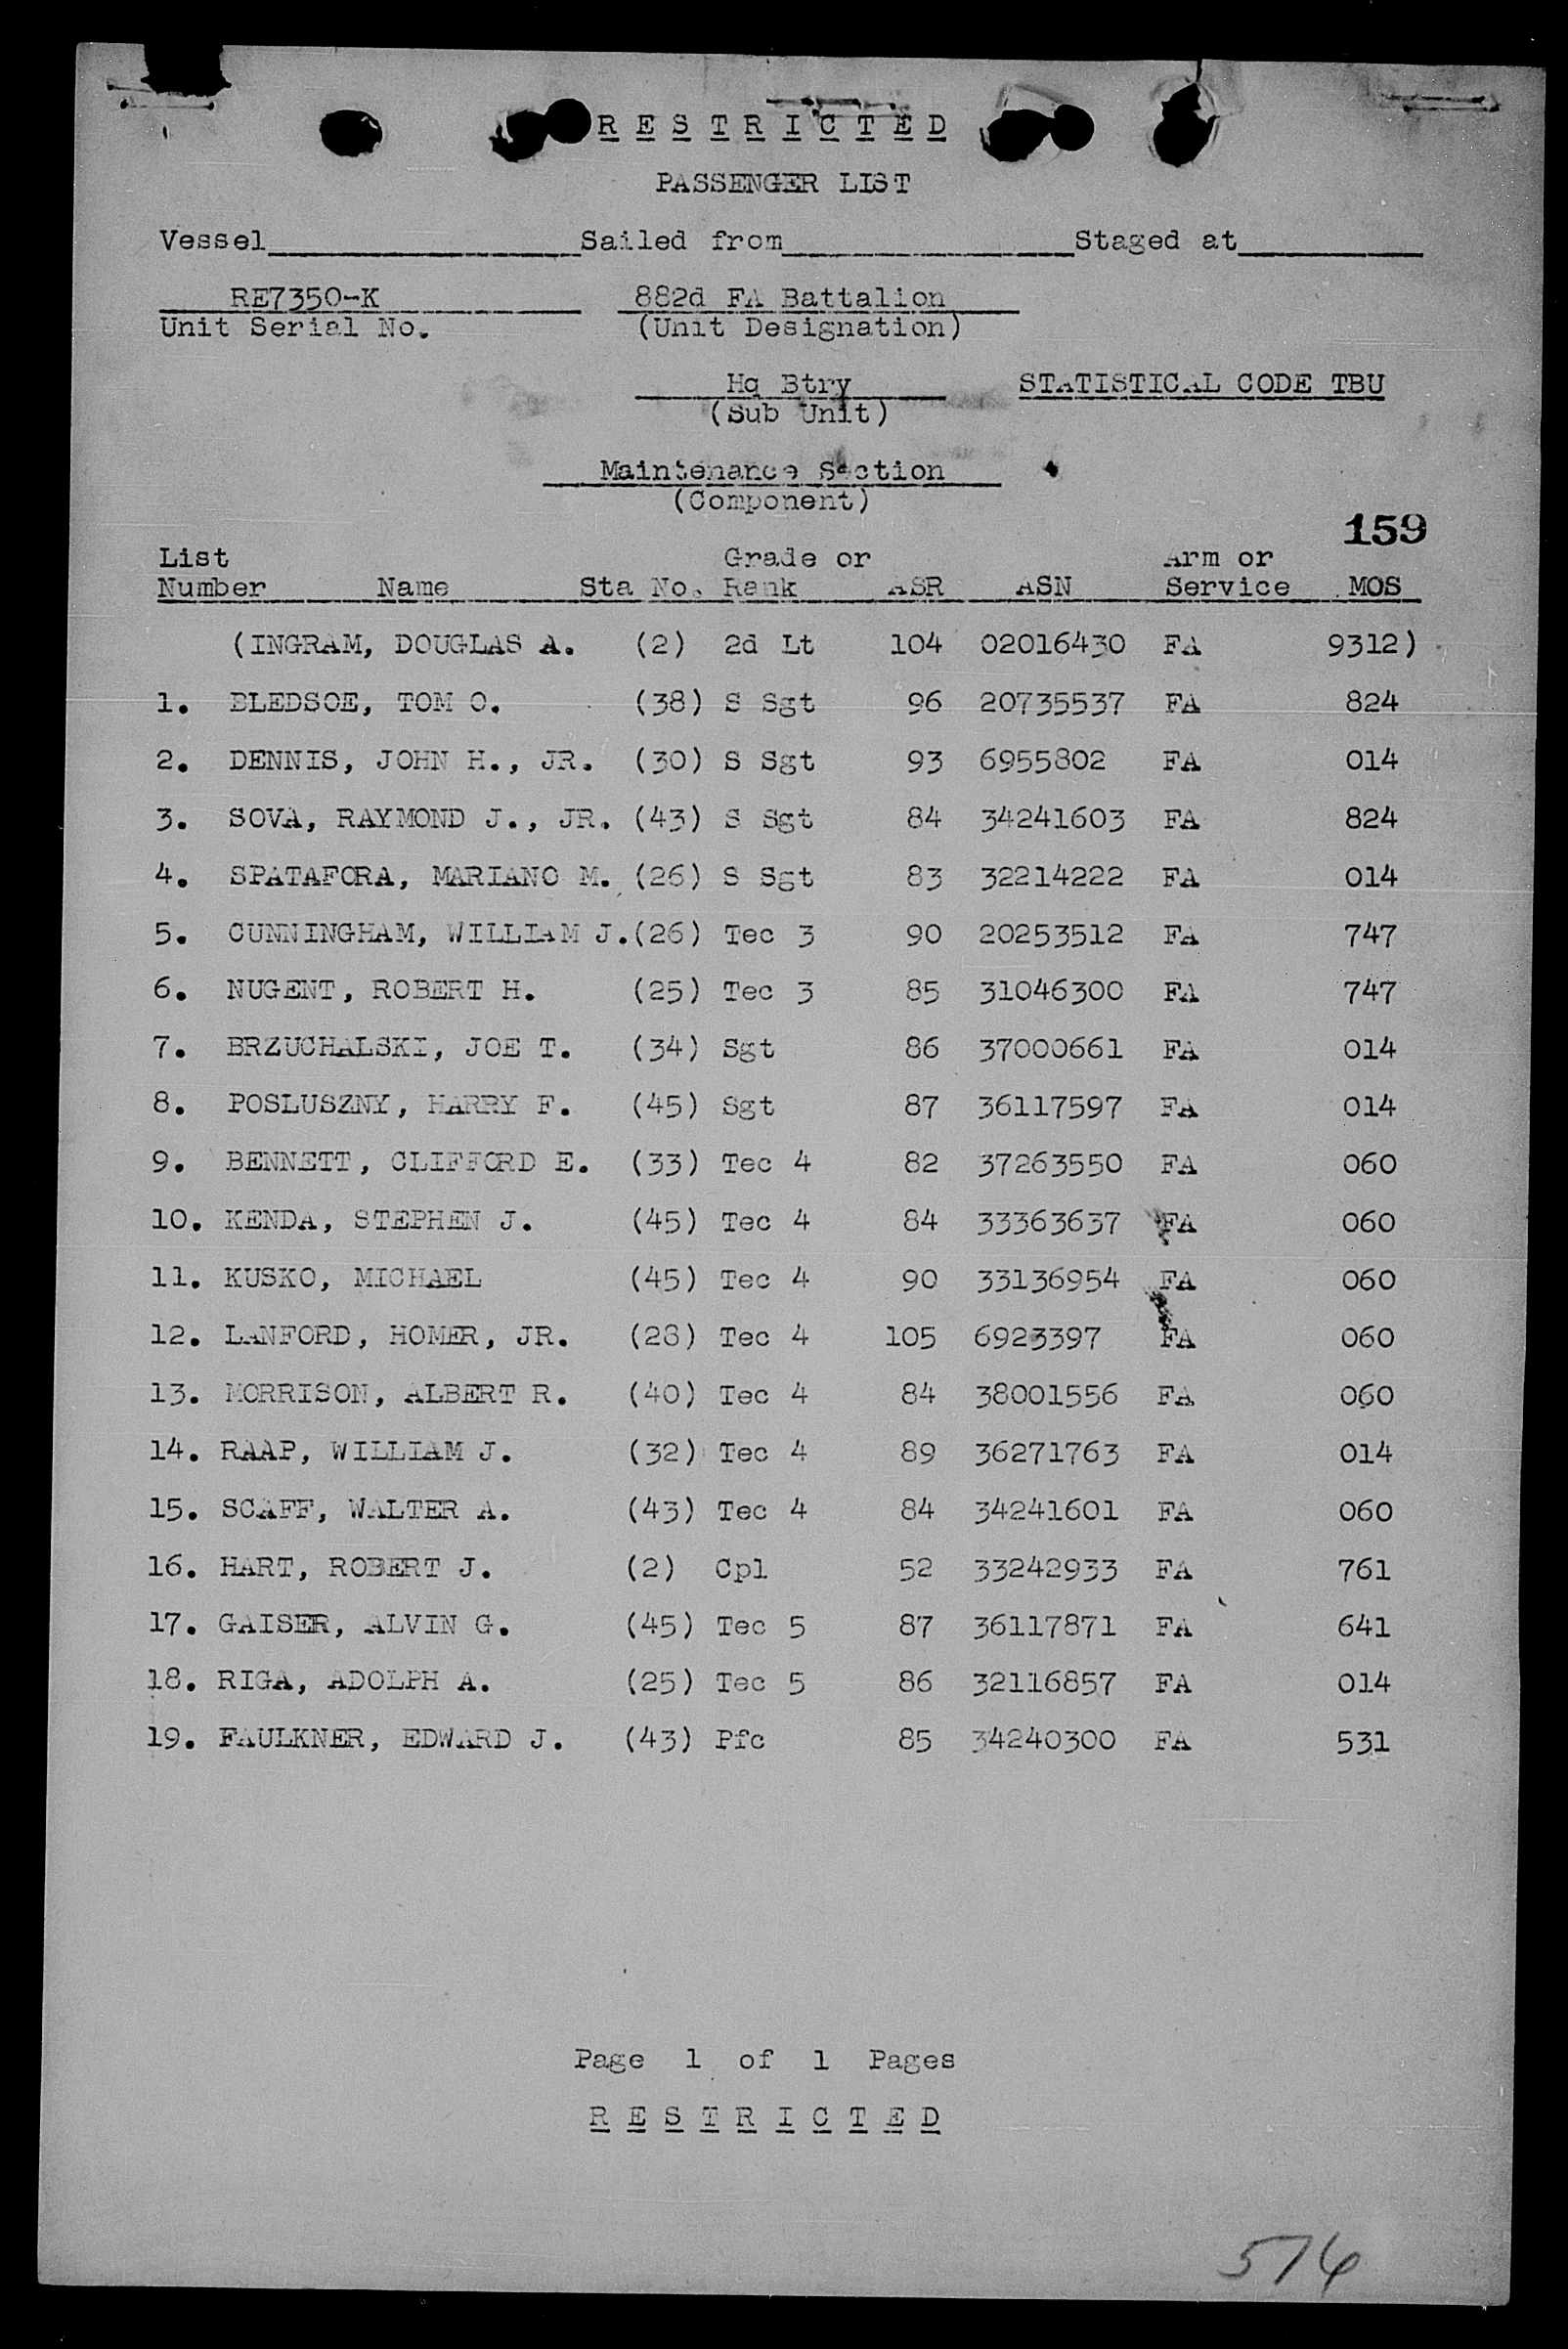 RESTRICTED
PASSENGER LIST
Vessel Sailed from Staged at
RE7350-K 882d FA Battalion
Unit Serial No. (Unit Designation)
Hq Btry STATISTICAL CODE TBU
(Sub Unit)
Maintenance Section
(Component)
159
List Grade or Arm or
Number Name Sta No. Rank ASR ASN Service MOS
(INGRAM, DOUGLAS A. (2) 2d Lt 104 02016430 FA 9312)
1. BLEDSOE, TOM O. (38) S Sgt 96 20735537 FA 824
2. DENNIS, JOHN H., JR. (30) S Sgt 93 6955802 FA 014
3. SOVA, RAYMOND J., JR. (43) S Sgt 84 34241603 FA 824
4. SPATAFORA, MARIANO M. (26) S Sgt 83 32214222 FA 014
5. CUNNINGHAM, WILLIAM J. (26) Tec 3 90 20253512 FA 747
6. NUGENT, ROBERT H. (25) Tec 3 85 31046300 FA 747
7. BRZUCHALSKI, JOE T. (34) Sgt 86 37000661 FA 014
8. POSLUSZNY, HARRY F. (45) Sgt 87 36117597 FA 014
9. BENNETT, CLIFFORD E. (33) Tec 4 82 37263550 FA 060
10. KENDA, STEPHEN J. (45) Tec 4 84 33363637 FA 060
11. KUSKO, MICHAEL (45) Tec 4 90 33136954 FA 060
12. LANFORD, HOMER, JR. (28) Tec 4 105 6923397 FA 060
13. MORRISON, ALBERT R. (40) Tec 4 84 38001556 FA 060
14. RAAP, WILLIAM J. (32) Tec 4 89 36271763 FA 014
15. SCAFF, WALTER A. (43) Tec 4 84 34241601 FA 060
16. HART, ROBERT J. (2) Cpl 52 33242933 FA 761
17. GAISER, ALVIN G. (45) Tec 5 87 36117871 FA 641
18. RIGA, ADOLPH A. (25) Tec 5 86 32116857 FA 014
19. FAULKNER, EDWARD J. (43) Pfc 85 34240300 FA 531
Page 1 of 1 Pages
RESTRICTED
576